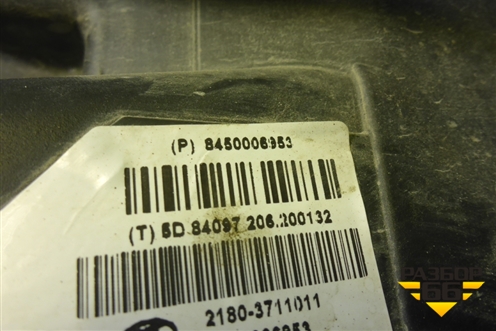 (P) 8450006953
(T) 5D.84097 206.200132
2180-3711011
РАЗБОР
66